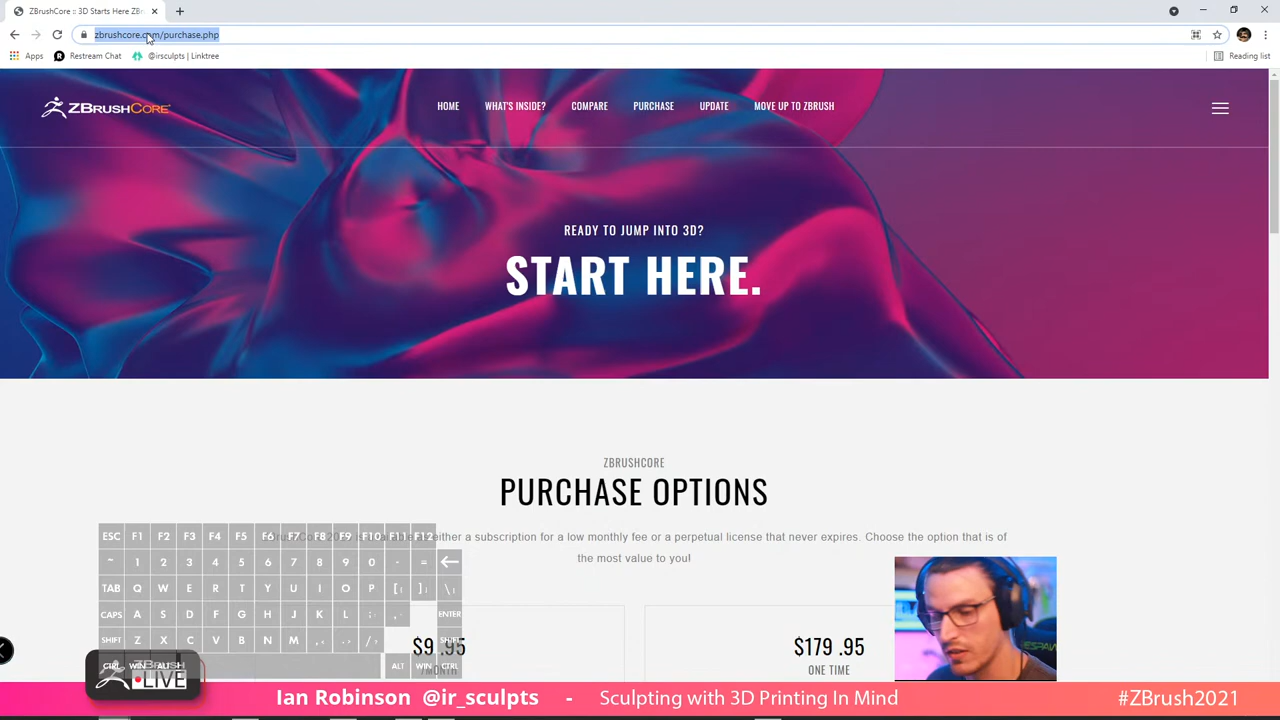 ZBrushCore :: 3D Starts Here ZBr
zbrushcore.com/purchase.php
Apps
Restream Chat
@irsculpts | Linktree
Reading list
ZBRUSHCORE
HOME
WHAT'S INSIDE?
COMPARE
PURCHASE
UPDATE
MOVE UP TO ZBRUSH
READY TO JUMP INTO 3D?
START HERE.
ZBRUSHCORE
PURCHASE OPTIONS
either a subscription for a low monthly fee or a perpetual license that never expires. Choose the option that is of
the most value to you!
ESC F1 F2 F3 F4 F5 F6 F7 F8 F9 F10 F11 F12
~ 1 2 3 4 5 6 7 8 9 0 - =
TAB Q W E R T Y U I O P [ ] \
CAPS A S D F G H J K L ; ENTER
SHIFT Z X C V B N M / SHIFT
CTRL WIN ALT ALT WIN CTRL
$9.95
/MONTH
$179 .95
ONE TIME
ZBRUSH
LIVE
Ian Robinson @ir_sculpts - Sculpting with 3D Printing In Mind #ZBrush2021